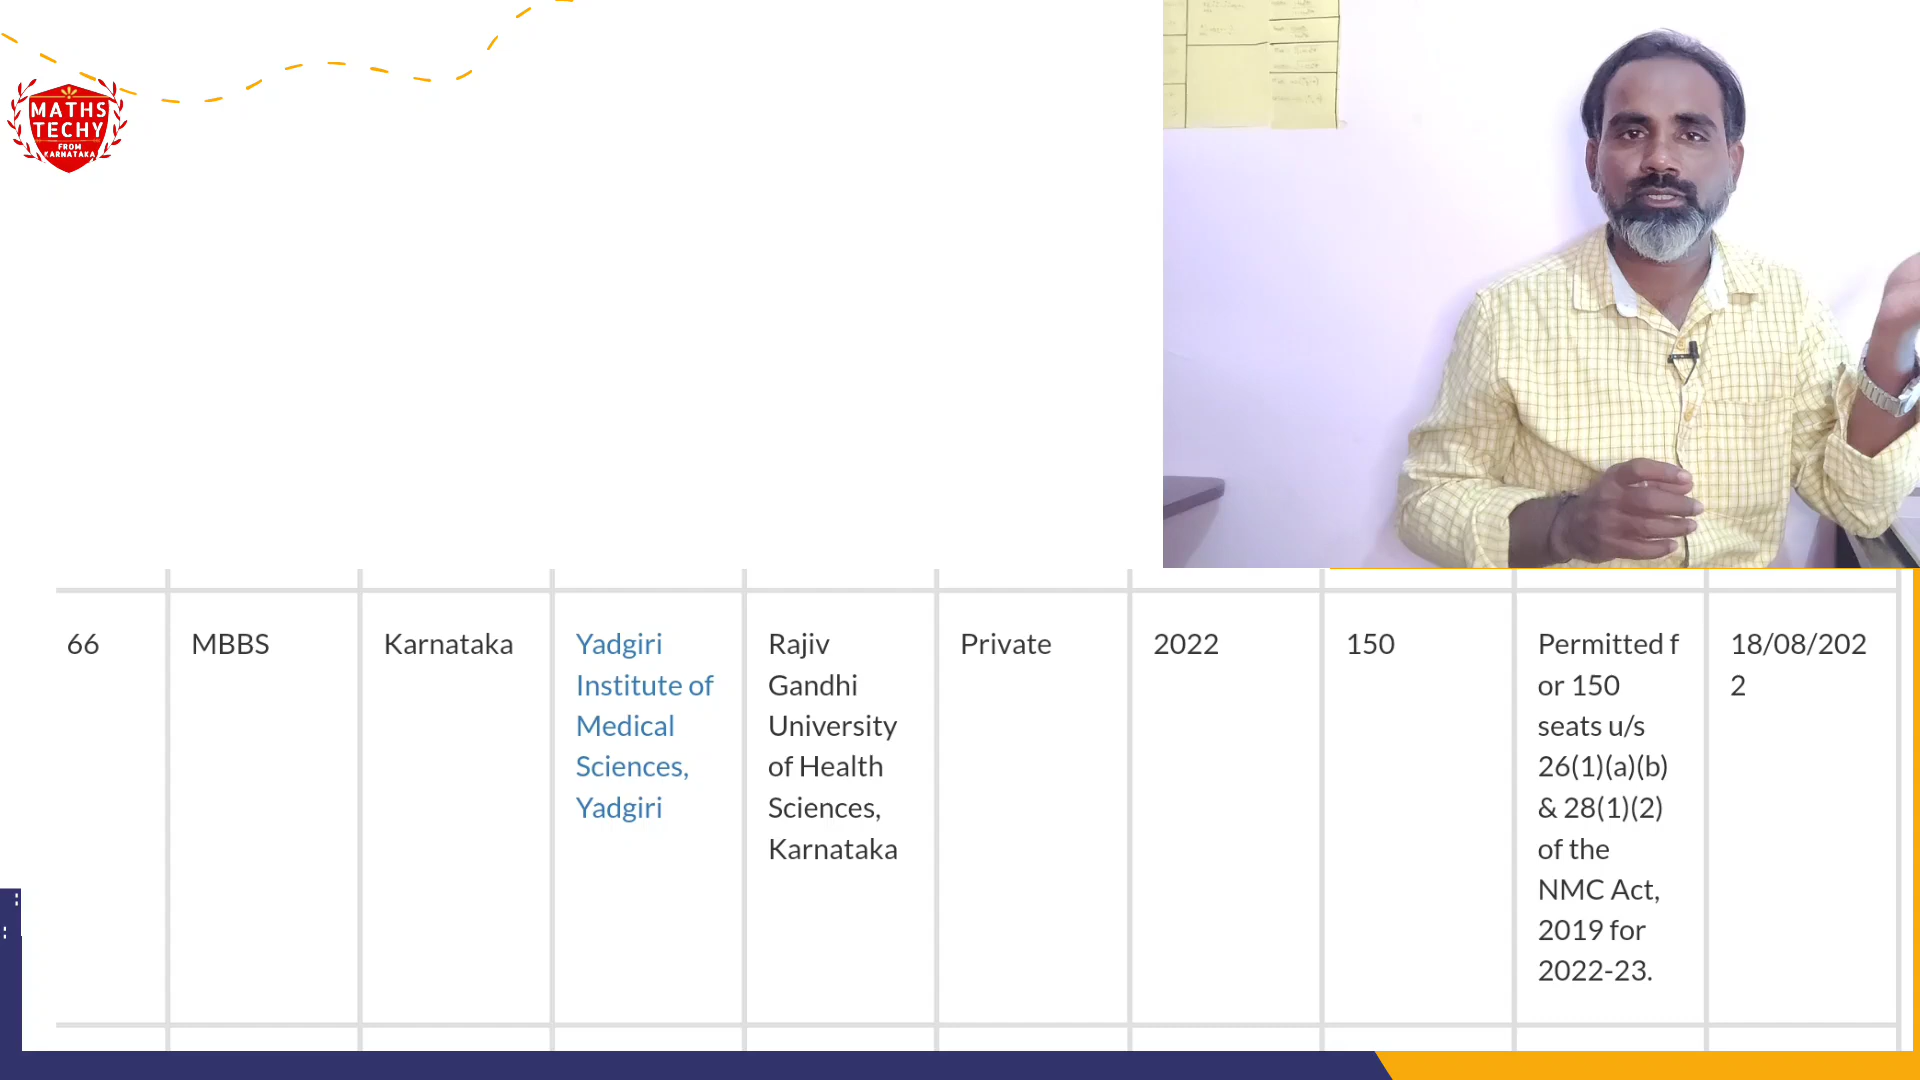 MATHS
TECHY
FROM
KARNATAKA
66
MBBS
Karnataka
Yadgiri
Institute of
Medical
Sciences,
Yadgiri
Rajiv
Gandhi
University
of Health
Sciences,
Karnataka
Private
2022
150
Permitted f
or 150
seats u/s
26(1)(a)(b)
& 28(1)(2)
of the
NMC Act,
2019 for
2022-23.
18/08/202
2